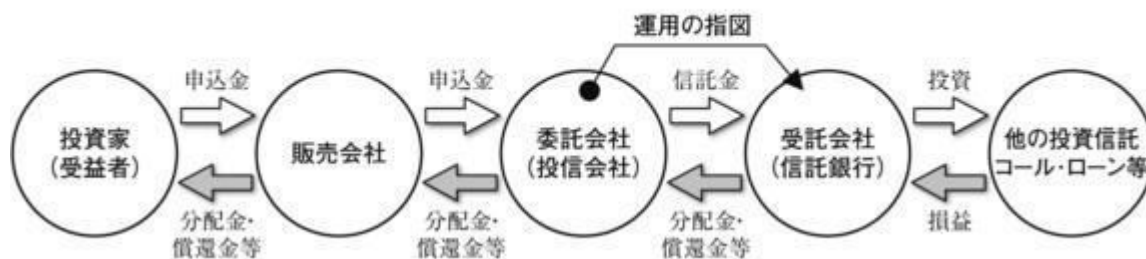 運用の指図
申込金
申込金
信託金
投資
投資家
(受益者)
販売会社
委託会社
(投信会社)
受託会社
(信託銀行)
他の投資信託
コール・ローン等
分配金・
償還金等
分配金・
償還金等
分配金・
償還金等
損益